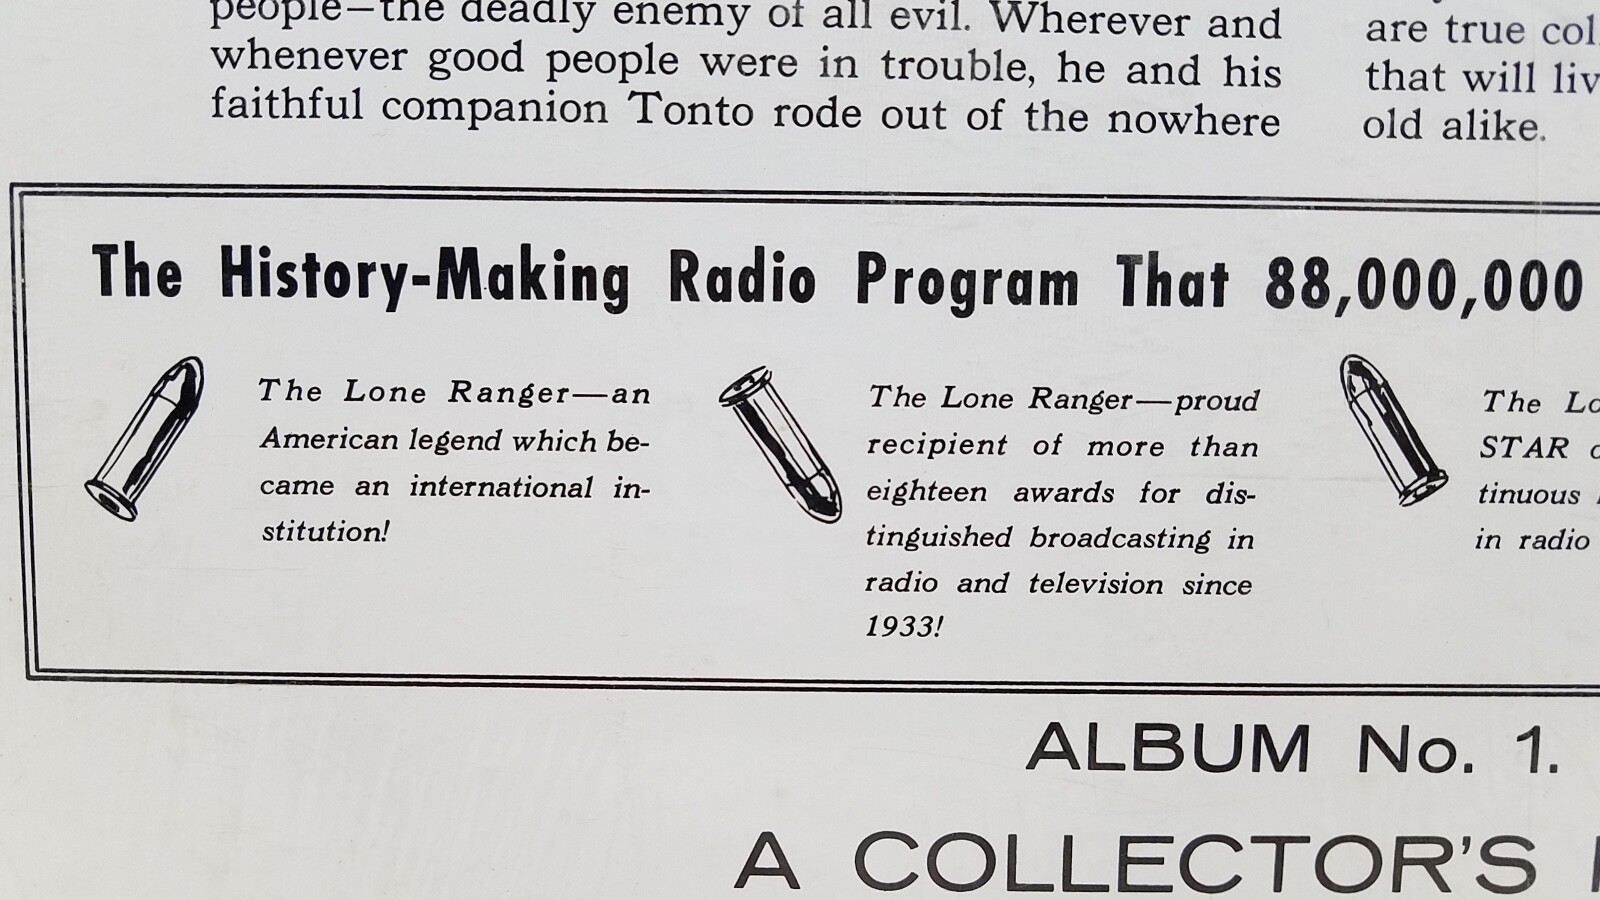 people—the deadly enemy of all evil. Wherever and
whenever good people were in trouble, he and his
faithful companion Tonto rode out of the nowhere
are true col
that will liv
old alike.
The History-Making Radio Program That 88,000,000
The Lone Ranger—an
American legend which be-
came an international in-
stitution!
The Lone Ranger—proud
recipient of more than
eighteen awards for dis-
tinguished broadcasting in
radio and television since
1933!
The Lo
STAR
tinuous
in radio
ALBUM No. 1.
A COLLECTOR'S